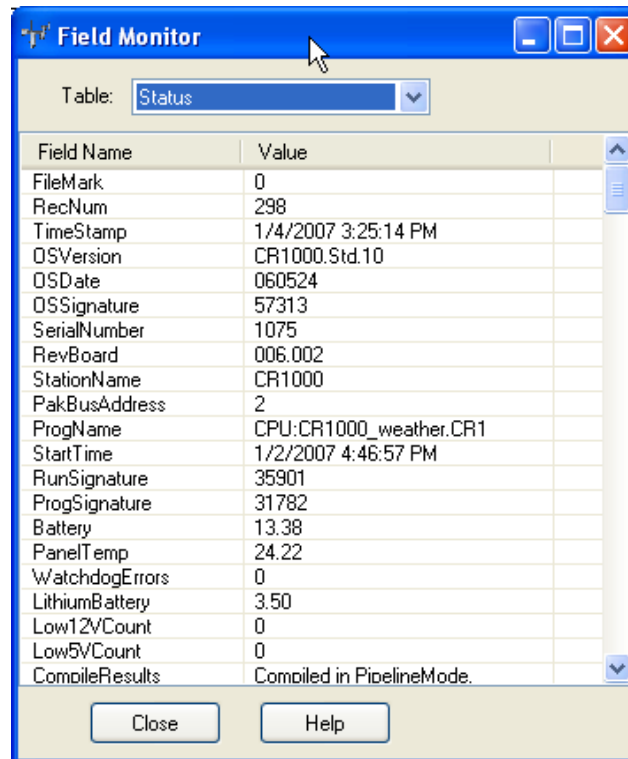 Field Monitor
Table: Status
Field Name Value
FileMark 0
RecNum 298
TimeStamp 1/4/2007 3:25:14 PM
OSVersion CR1000.Std.10
OSDate 060524
OSSignature 57313
SerialNumber 1075
RevBoard 006.002
StationName CR1000
PakBusAddress 2
ProgName CPU:CR1000_weather.CR1
StartTime 1/2/2007 4:46:57 PM
RunSignature 35901
ProgSignature 31782
Battery 13.38
PanelTemp 24.22
WatchdogErrors 0
LithiumBattery 3.50
Low12VCount 0
Low5VCount 0
CompileResults Compiled in PipelineMode.
Close Help